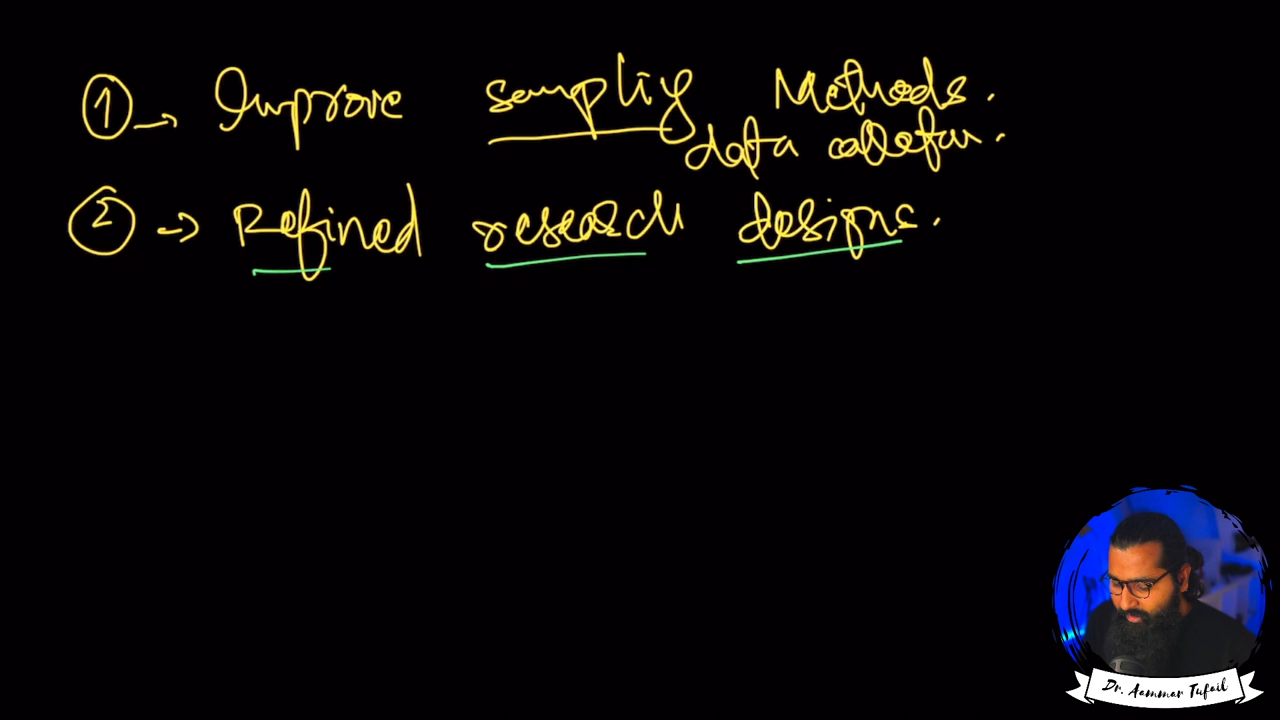 ① → Improve sampling Methods.
data collection.
② → Refined research designs.
Dr. Aammar Tufail